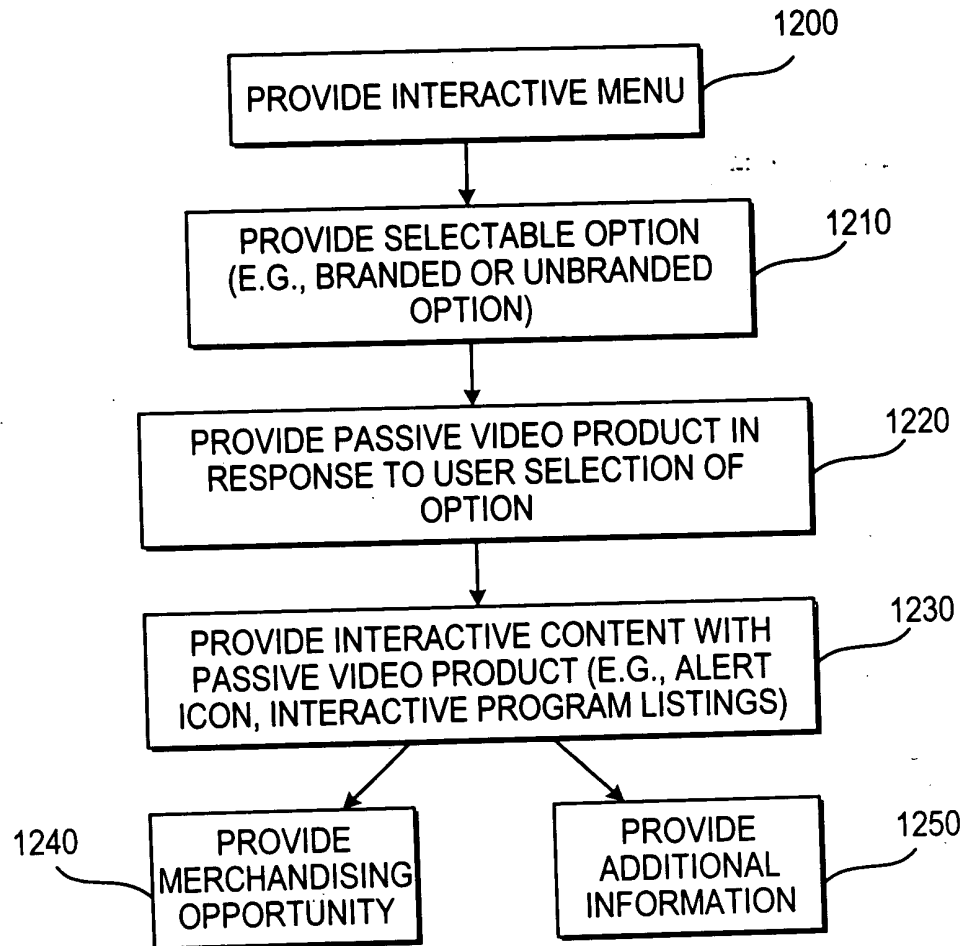 1200
PROVIDE INTERACTIVE MENU
1210
PROVIDE SELECTABLE OPTION
(E.G., BRANDED OR UNBRANDED
OPTION)
1220
PROVIDE PASSIVE VIDEO PRODUCT IN
RESPONSE TO USER SELECTION OF
OPTION
1230
PROVIDE INTERACTIVE CONTENT WITH
PASSIVE VIDEO PRODUCT (E.G., ALERT
ICON, INTERACTIVE PROGRAM LISTINGS)
1240
PROVIDE
MERCHANDISING
OPPORTUNITY
1250
PROVIDE
ADDITIONAL
INFORMATION